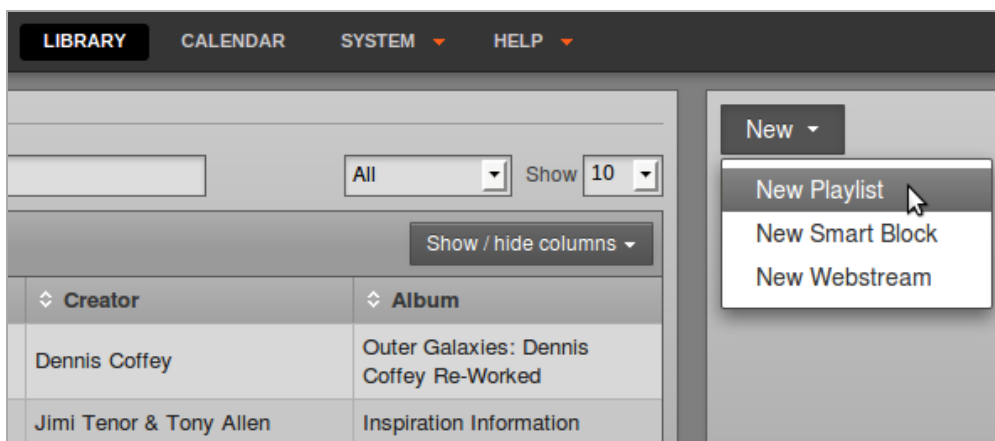 LIBRARY CALENDAR SYSTEM HELP
New
All Show 10
New Playlist
Show / hide columns
New Smart Block
New Webstream
Creator Album
Dennis Coffey
Outer Galaxies: Dennis
Coffey Re-Worked
Jimi Tenor & Tony Allen
Inspiration Information